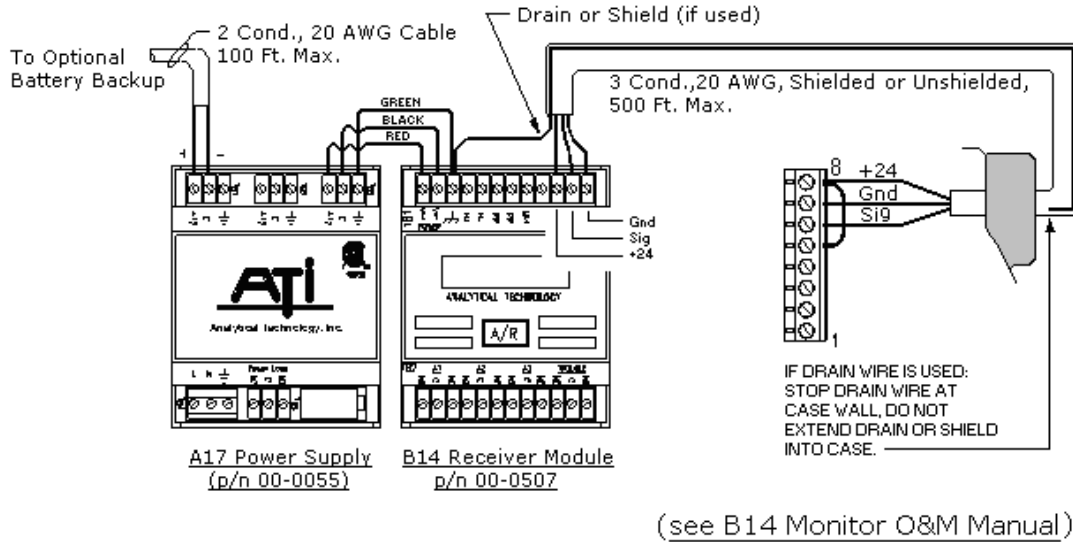 To Optional
Battery Backup
2 Cond., 20 AWG Cable
100 Ft. Max.
Drain or Shield (if used)
3 Cond.,20 AWG, Shielded or Unshielded,
500 Ft. Max.
GREEN
BLACK
RED
+ -
Gnd
Sig
+24
8
+24
Gnd
Sig
1
ATi
Analytical Technology, Inc.
ANALYTICAL TECHNOLOGY
A/R
L N
Power Loss
IF DRAIN WIRE IS USED:
STOP DRAIN WIRE AT
CASE WALL, DO NOT
EXTEND DRAIN OR SHIELD
INTO CASE.
A17 Power Supply
(p/n 00-0055)
B14 Receiver Module
p/n 00-0507
(see B14 Monitor O&M Manual)